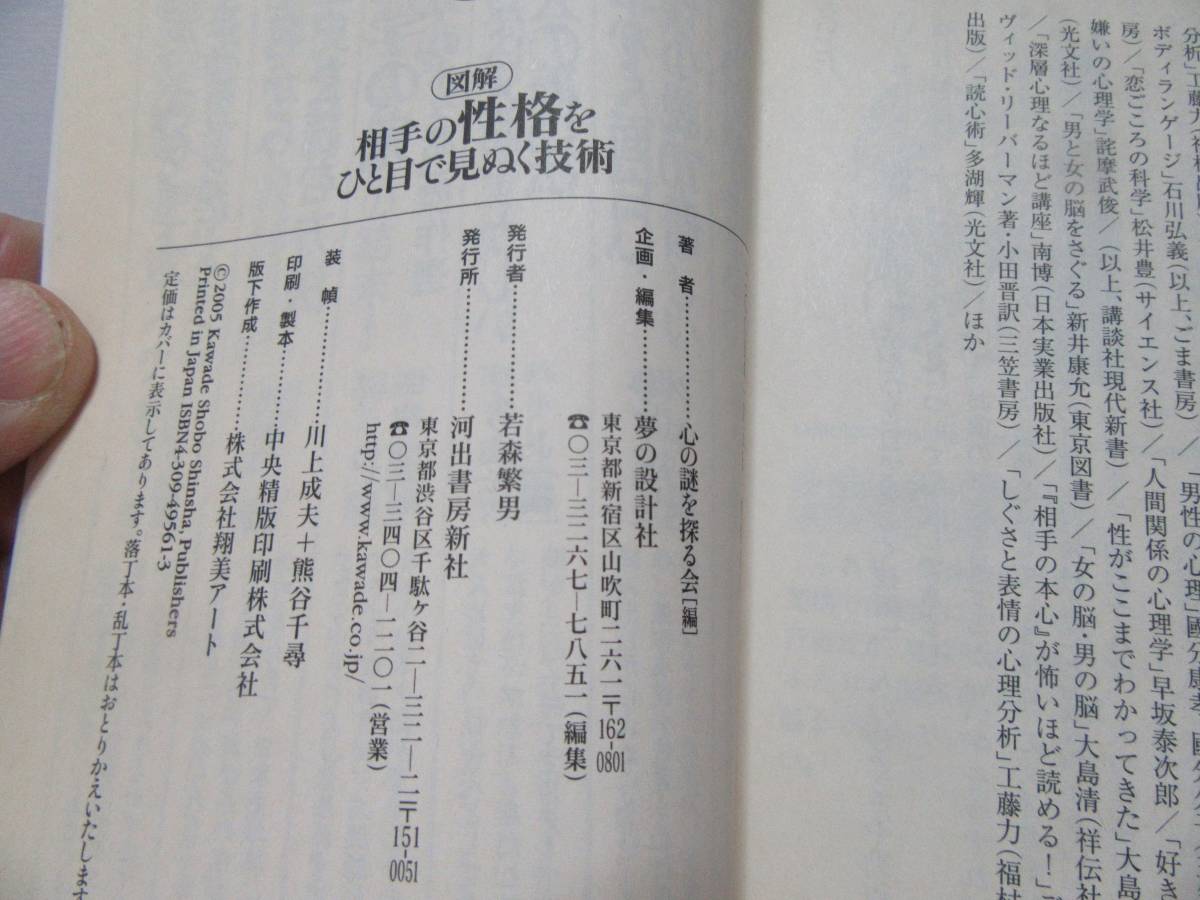 ボディランゲージ」石川弘義(以上、ごま書房)/「男性の心理」國分康孝
房)/「恋ごころの科学」松井豊(サイエンス社)/「人間関係の心理学」早坂泰次郎/「好き
嫌いの心理学」詫摩武俊/(以上、講談社現代新書)/「性がここまでわかってきた」大島
(光文社)/「男と女の脳をさぐる」新井康允(東京図書)/「女の脳・男の脳」大島清(祥伝社
/「深層心理なるほど講座」南博(日本実業出版社)/「『相手の本心』が怖いほど読める!」デ
ヴィッド・リーバーマン著・小田晋訳(三笠書房)/「しぐさと表情の心理分析」工藤力(福村
出版)/「読心術」多湖輝(光文社)/ほか
図解
相手の性格を
ひと目で見ぬく技術
著者…………心の謎を探る会[編]
企画・編集…………夢の設計社
東京都新宿区山吹町二六一〒162-0801
☎〇三―三二六七―七八五一(編集)
発行者…………若森繁男
発行所…………河出書房新社
東京都渋谷区千駄ヶ谷二―三二―二〒151-0051
☎〇三―三四〇四―一二〇一(営業)
http://www.kawade.co.jp/
装幀…………川上成夫+熊谷千尋
印刷・製本…………中央精版印刷株式会社
版下作成…………株式会社翔美アート
©2005 Kawade Shobo Shinsha, Publishers
Printed in Japan ISBN4-309-49561-3
定価はカバーに表示してあります。落丁本・乱丁本はおとりかえいたします